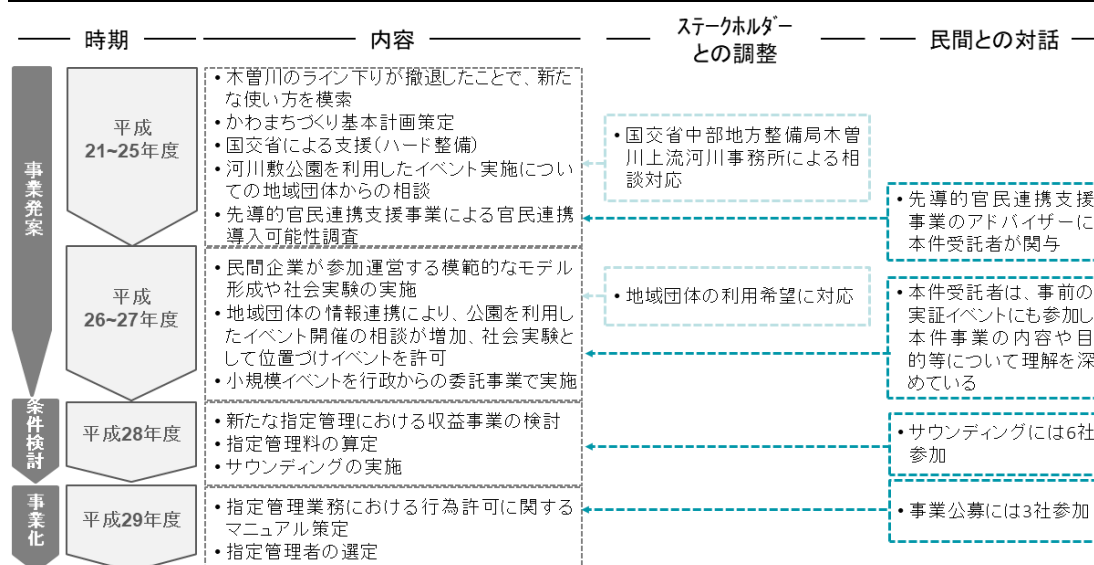 時期
内容
ステークホルダー
との調整
民間との対話
事業発案
平成
21~25年度
・木曽川のライン下りが撤退したことで、新た
な使い方を模索
・かわまちづくり基本計画策定
・国交省による支援(ハード整備)
・河川敷公園を利用したイベント実施につい
ての地域団体からの相談
・先導的官民連携支援事業による官民連携
導入可能性調査
・国交省中部地方整備局木曽
川上流河川事務所による相
談対応
・先導的官民連携支援
事業のアドバイザーに
本件受託者が関与
平成
26~27年度
・民間企業が参加運営する模範的なモデル
形成や社会実験の実施
・地域団体の情報連携により、公園を利用し
たイベント開催の相談が増加、社会実験と
して位置づけイベントを許可
・小規模イベントを行政からの委託事業で実施
・地域団体の利用希望に対応
・本件受託者は、事前の
実証イベントにも参加し
本件事業の内容や目
的等について理解を深
めている
条件検討
平成28年度
・新たな指定管理における収益事業の検討
・指定管理料の算定
・サウンディングの実施
・サウンディングには6社
参加
事業化
平成29年度
・指定管理業務における行為許可に関する
マニュアル策定
・指定管理者の選定
・事業公募には3社参加